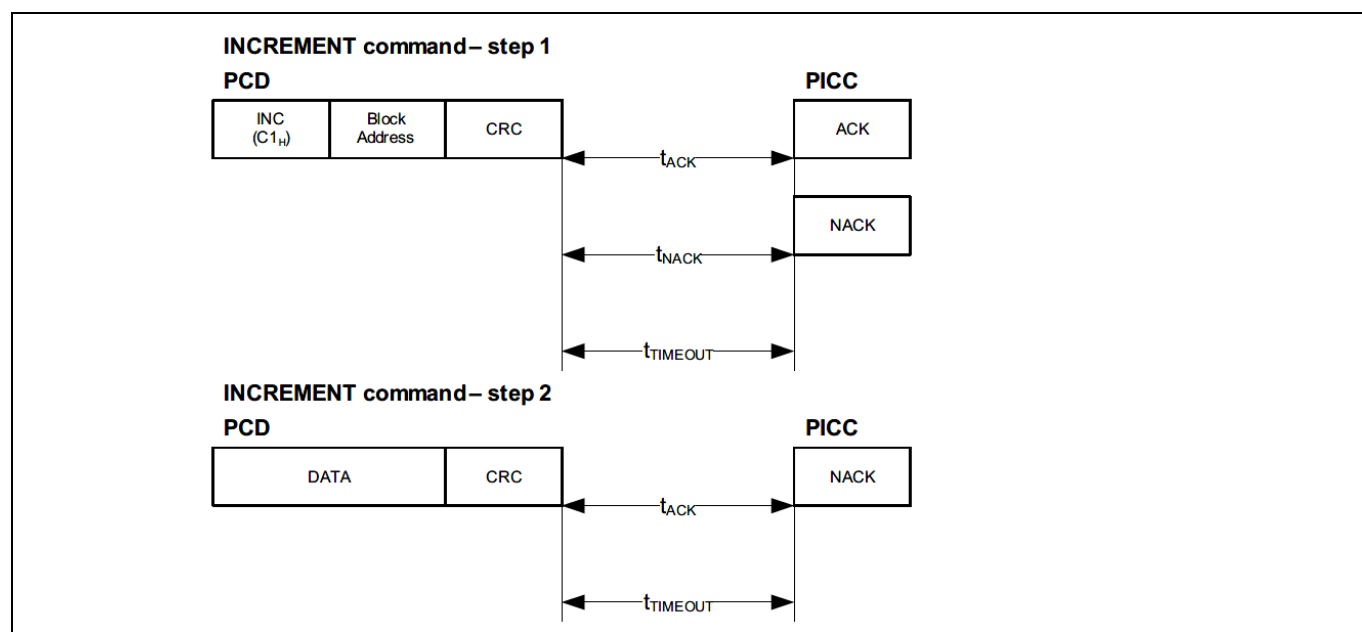 INCREMENT command – step 1
PCD PICC
INC (C1H) Block Address CRC ACK
tACK
NACK
tNACK
tTIMEOUT
INCREMENT command – step 2
PCD PICC
DATA CRC NACK
tACK
tTIMEOUT